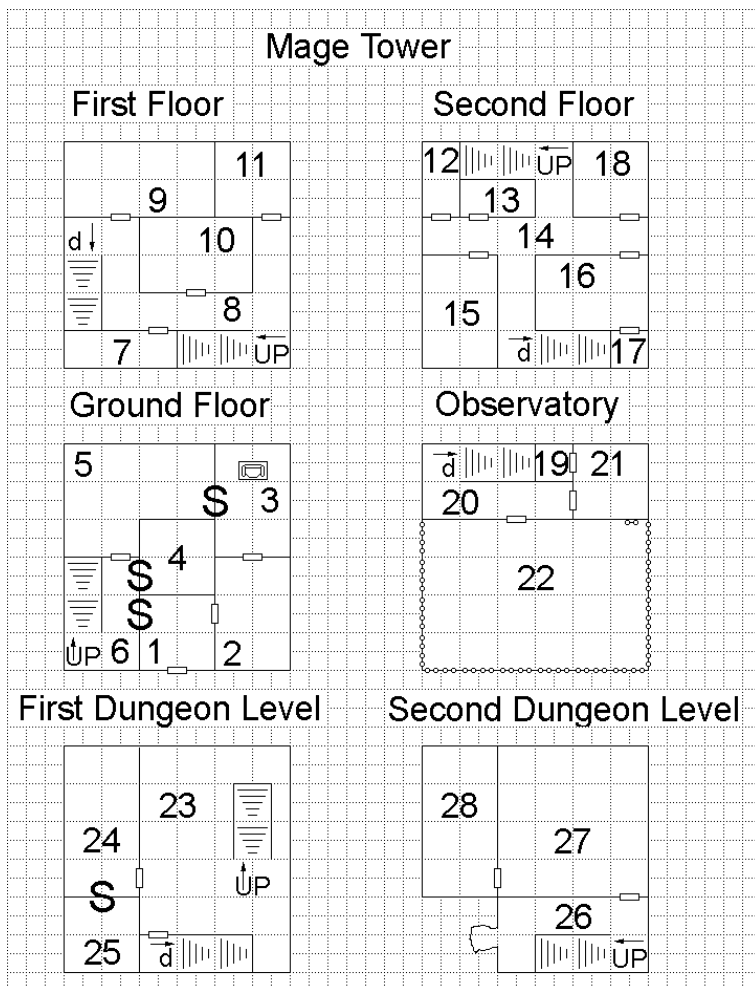 Mage Tower
First Floor
11
9
10
d
8
7
UP
Second Floor
12
UP
18
13
14
16
15
d
17
Ground Floor
5
3
S
4
S
S
UP
6
1
2
Observatory
d
19
21
20
22
First Dungeon Level
23
24
UP
S
25
d
Second Dungeon Level
28
27
26
UP